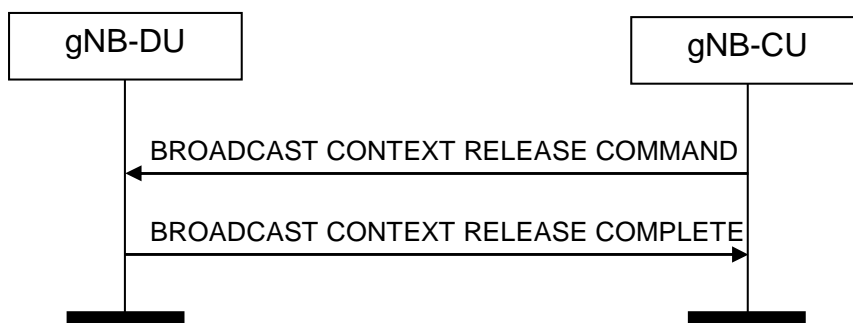 gNB-DU
gNB-CU
BROADCAST CONTEXT RELEASE COMMAND
BROADCAST CONTEXT RELEASE COMPLETE